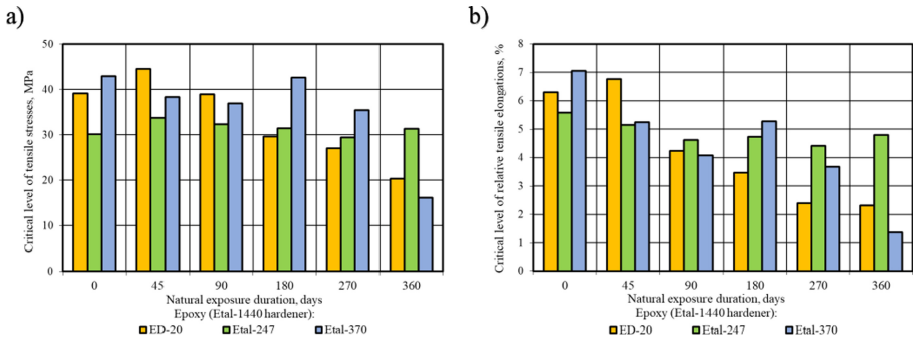 a)
Critical level of tensile stresses, MPa
50
40
30
20
10
0
0 45 90 180 270 360
Natural exposure duration, days
Epoxy (Etal-1440 hardener):
ED-20 Etal-247 Etal-370
b)
Critical level of relative tensile elongations, %
8
7
6
5
4
3
2
1
0
0 45 90 180 270 360
Natural exposure duration, days
Epoxy (Etal-1440 hardener):
ED-20 Etal-247 Etal-370